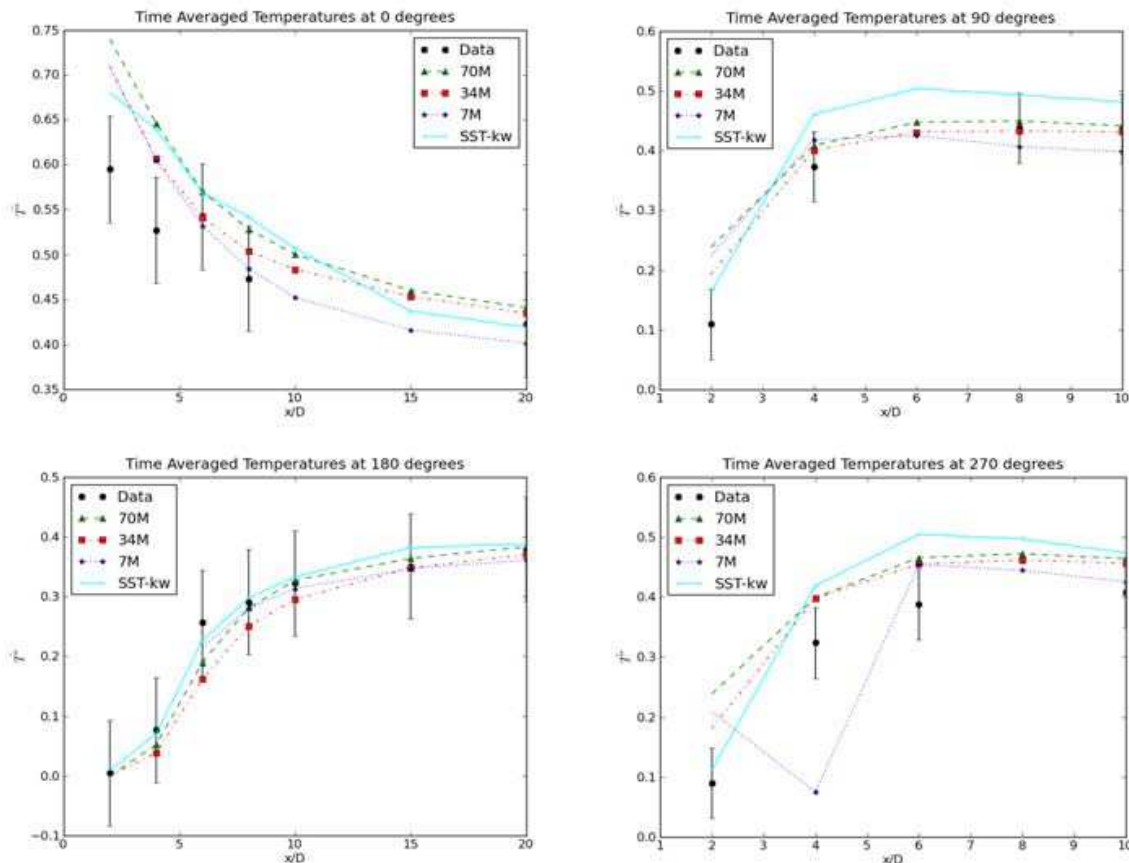 Time Averaged Temperatures at 0 degrees
0.75
0.70
0.65
0.60
0.55
0.50
0.45
0.40
0.35
0
5
10
15
20
x/D
Data
70M
34M
7M
SST-kw
Time Averaged Temperatures at 90 degrees
0.6
0.5
0.4
0.3
0.2
0.1
0.0
1
2
3
4
5
6
7
8
9
10
x/D
Data
70M
34M
7M
SST-kw
Time Averaged Temperatures at 180 degrees
0.5
0.4
0.3
0.2
0.1
0.0
−0.1
0
5
10
15
20
x/D
Data
70M
34M
7M
SST-kw
Time Averaged Temperatures at 270 degrees
0.6
0.5
0.4
0.3
0.2
0.1
0.0
1
2
3
4
5
6
7
8
9
10
x/D
Data
70M
34M
7M
SST-kw